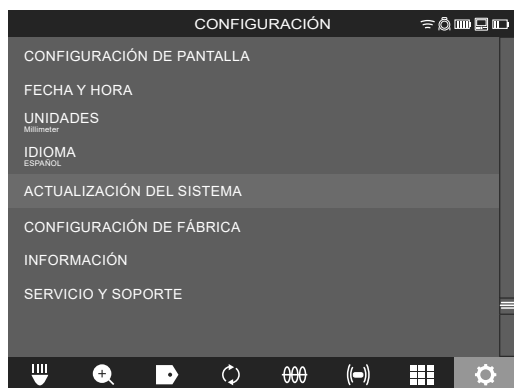 CONFIGURACIÓN
CONFIGURACIÓN DE PANTALLA
FECHA Y HORA
UNIDADES
Millimeter
IDIOMA
ESPAÑOL
ACTUALIZACIÓN DEL SISTEMA
CONFIGURACIÓN DE FÁBRICA
INFORMACIÓN
SERVICIO Y SOPORTE